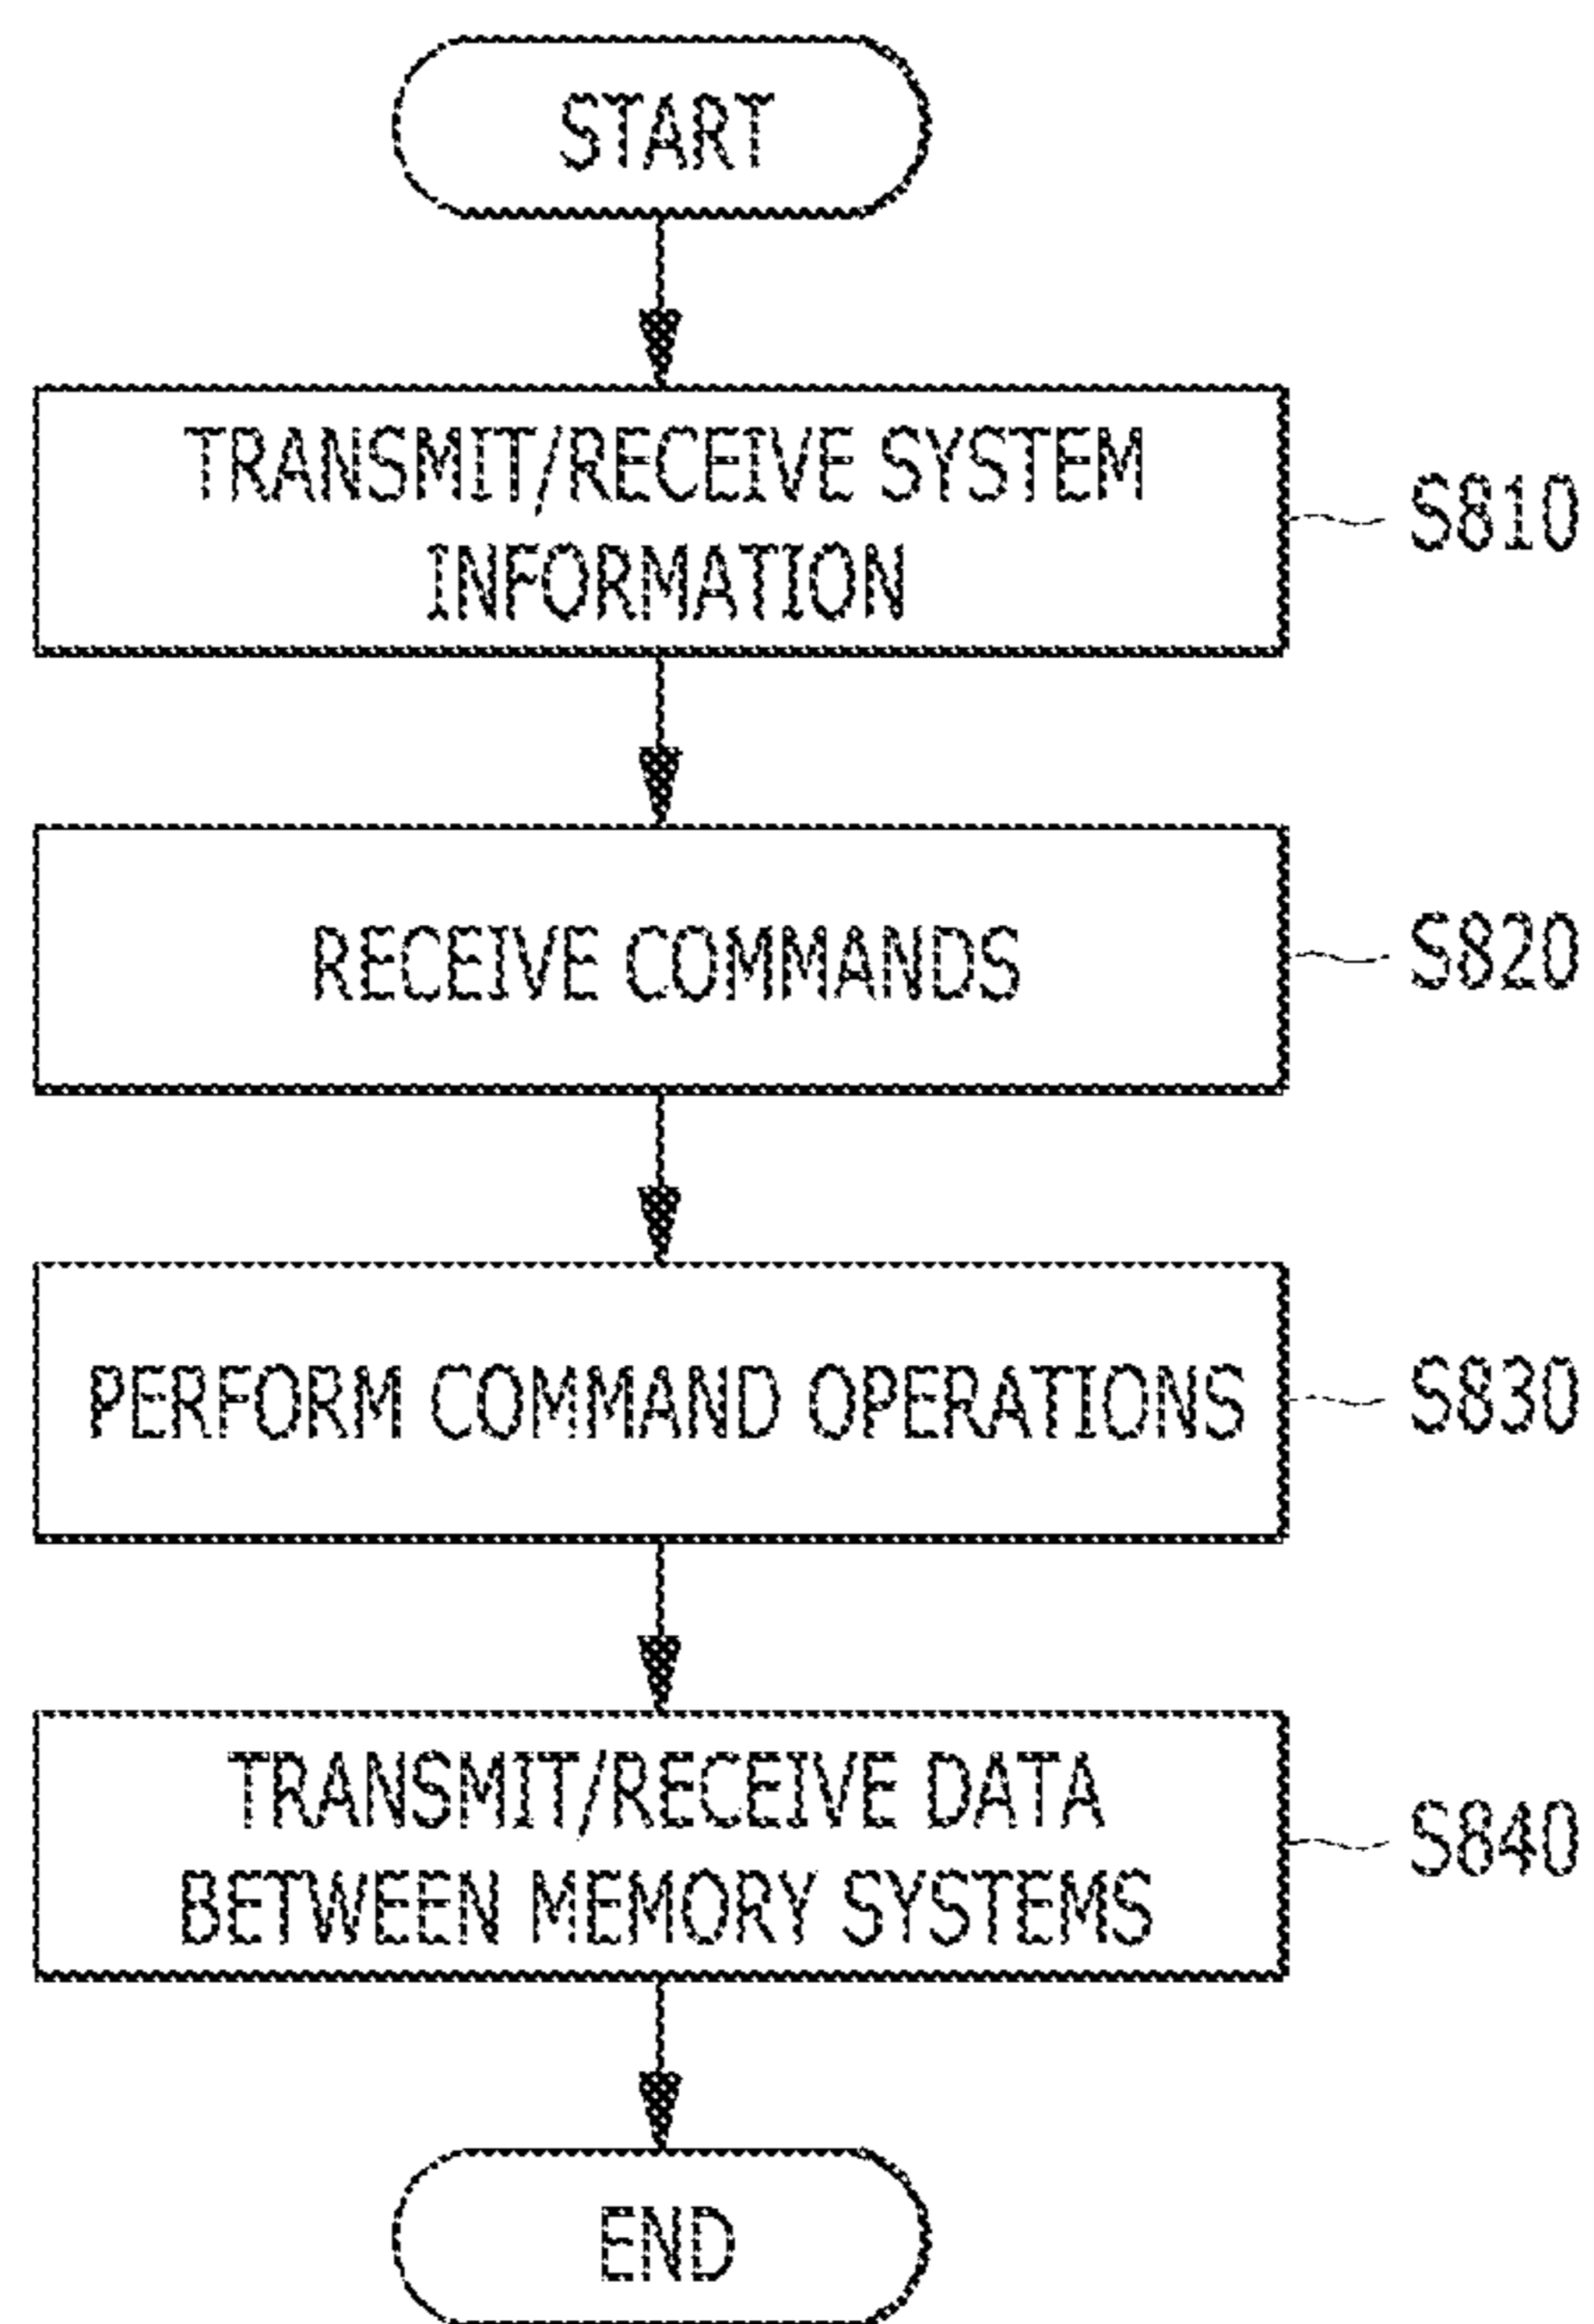 START
TRANSMIT/RECEIVE SYSTEM
INFORMATION
S810
RECEIVE COMMANDS
S820
PERFORM COMMAND OPERATIONS
S830
TRANSMIT/RECEIVE DATA
BETWEEN MEMORY SYSTEMS
S840
END